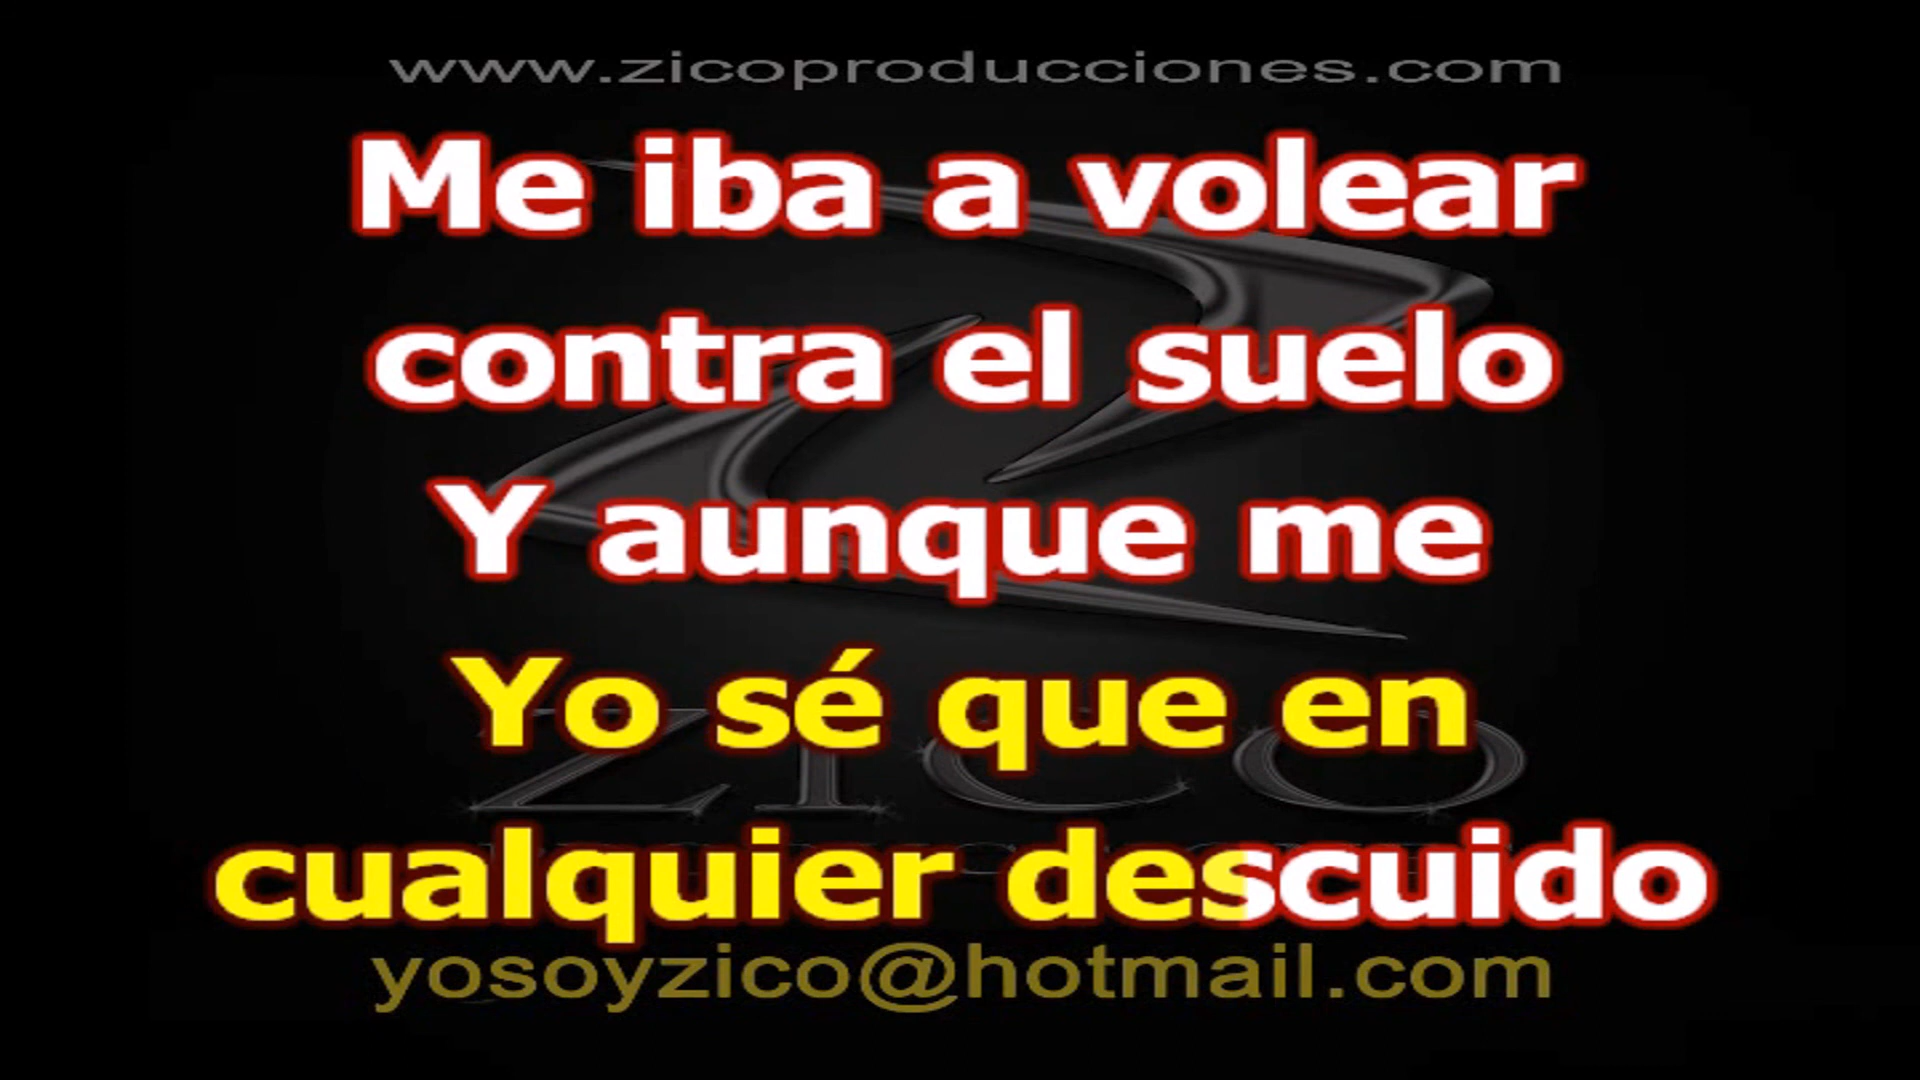 www.zicoproducciones.com
Me iba a volear
contra el suelo
Y aunque me
Yo sé que en
ZICO
cualquier descuido
yosoyzico@hotmail.com